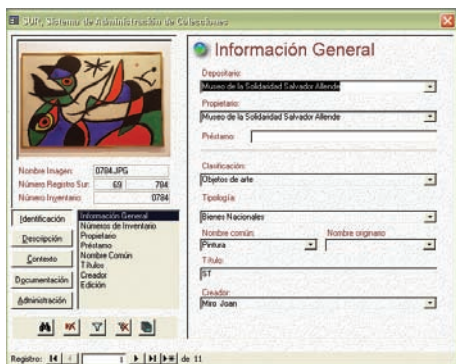 SUR, Sistema de Administración de Colecciones
Nombre Imagen: 0784.JPG
Número Registro Sur: 69 784
Número Inventario 0784
Identificación
Descripción
Contexto
Documentación
Administración
Información General
Números de Inventario
Propietario
Préstamo
Nombre Común
Títulos
Creador
Edición
Registro: 1 de 11
Información General
Depositario:
Museo de la Solidaridad Salvador Allende
Propietario:
Museo de la Solidaridad Salvador Allende
Préstamo:
Clasificación:
Objetos de arte
Tipología:
Bienes Nacionales
Nombre común: Nombre originario
Pintura
Título:
ST
Creador:
Miro Joan